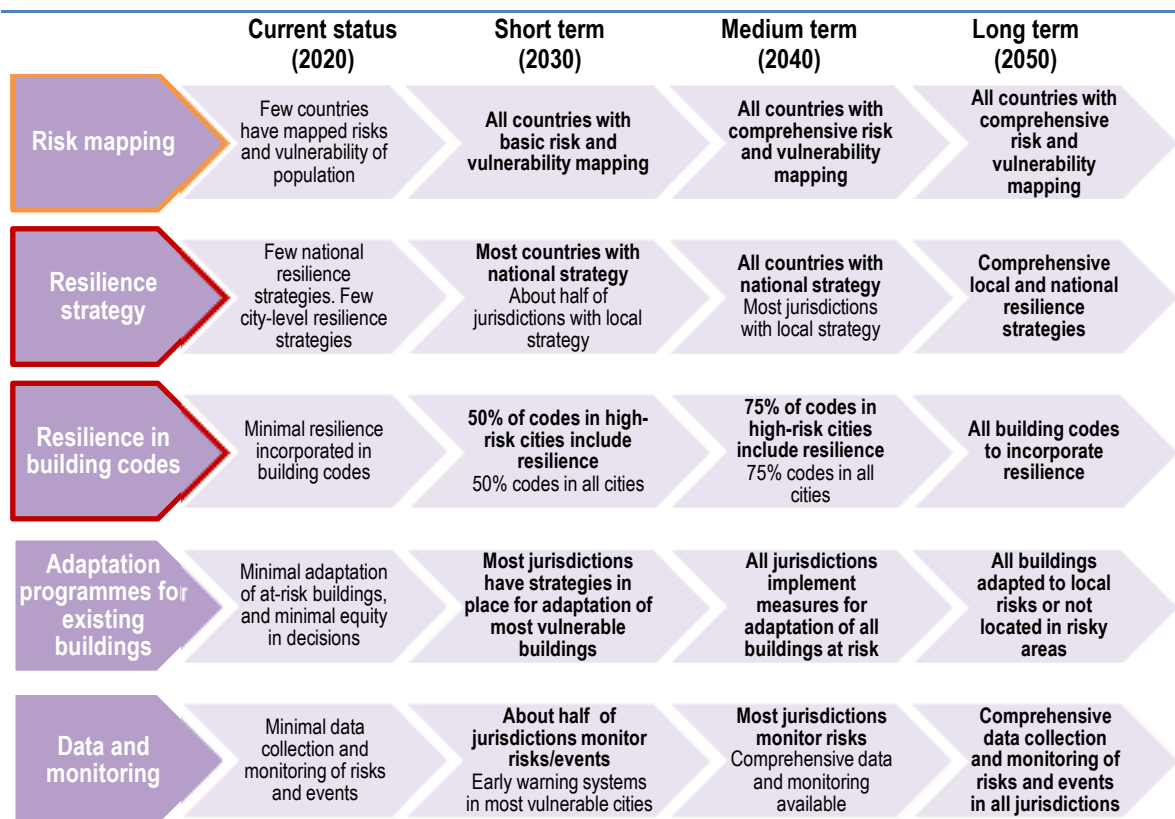 Current status
(2020)
Short term
(2030)
Medium term
(2040)
Long term
(2050)
Risk mapping
Few countries
have mapped risks
and vulnerability of
population
All countries with
basic risk and
vulnerability mapping
All countries with
comprehensive risk
and vulnerability
mapping
All countries with
comprehensive
risk and
vulnerability
mapping
Resilience
strategy
Few national
resilience
strategies. Few
city-level resilience
strategies
Most countries with
national strategy
About half of
jurisdictions with local
strategy
All countries with
national strategy
Most jurisdictions
with local strategy
Comprehensive
local and national
resilience
strategies
Resilience in
building codes
Minimal resilience
incorporated in
building codes
50% of codes in high-
risk cities include
resilience
50% codes in all cities
75% of codes in
high-risk cities
include resilience
75% codes in all
cities
All building codes
to incorporate
resilience
Adaptation
programmes for
existing
buildings
Minimal adaptation
of at-risk buildings,
and minimal equity
in decisions
Most jurisdictions
have strategies in
place for adaptation of
most vulnerable
buildings
All jurisdictions
implement
measures for
adaptation of all
buildings at risk
All buildings
adapted to local
risks or not
located in risky
areas
Data and
monitoring
Minimal data
collection and
monitoring of risks
and events
About half of
jurisdictions monitor
risks/events
Early warning systems
in most vulnerable cities
Most jurisdictions
monitor risks
Comprehensive data
and monitoring
available
Comprehensive
data collection
and monitoring of
risks and events
in all jurisdictions